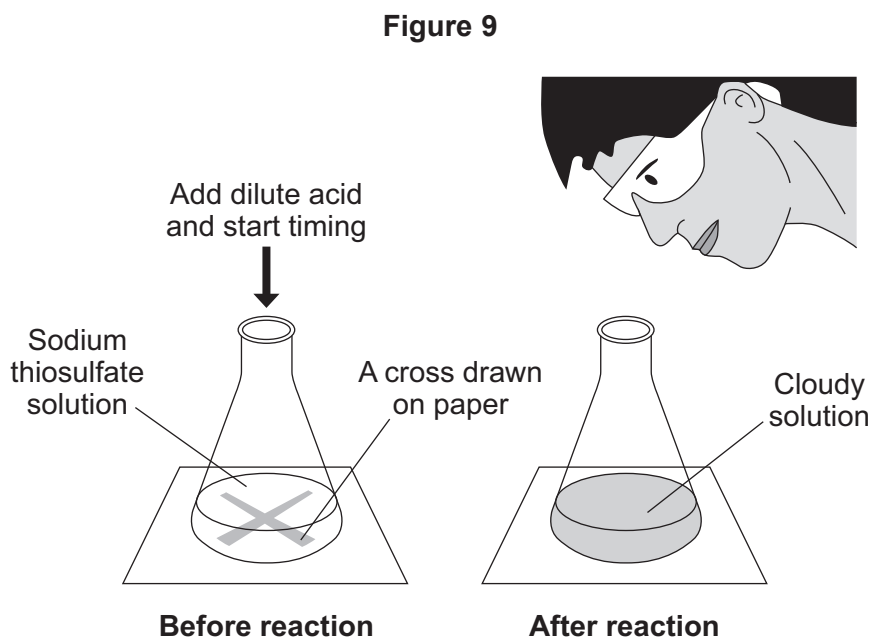 Figure 9
Add dilute acid
and start timing
Sodium
thiosulfate
solution
A cross drawn
on paper
Cloudy
solution
Before reaction
After reaction